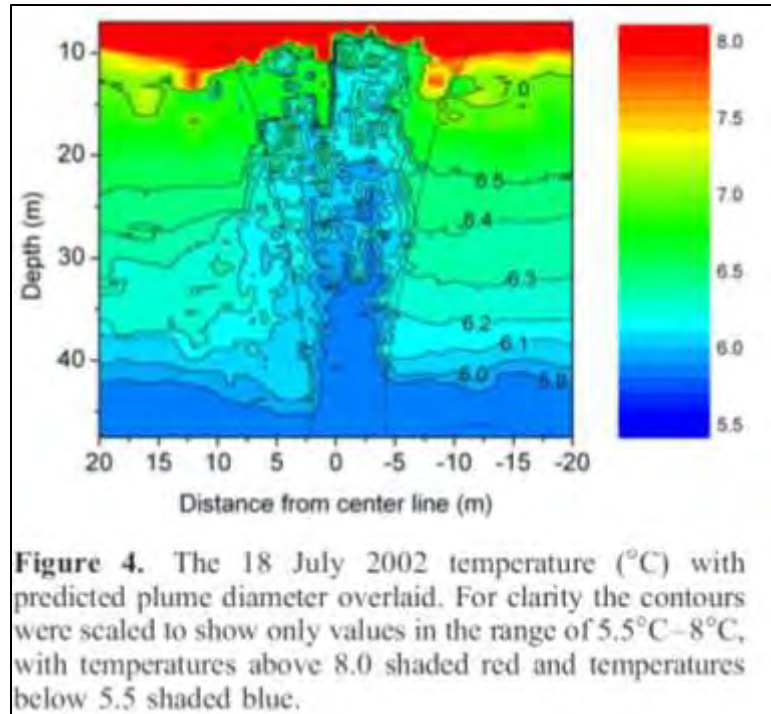 10
20
30
40
Depth (m)
20 15 10 5 0 -5 -10 -15 -20
Distance from center line (m)
7.0
6.5
6.4
6.3
6.2
6.1
6.0
5.9
8.0
7.5
7.0
6.5
6.0
5.5
Figure 4. The 18 July 2002 temperature (°C) with
predicted plume diameter overlaid. For clarity the contours
were scaled to show only values in the range of 5.5°C–8°C,
with temperatures above 8.0 shaded red and temperatures
below 5.5 shaded blue.